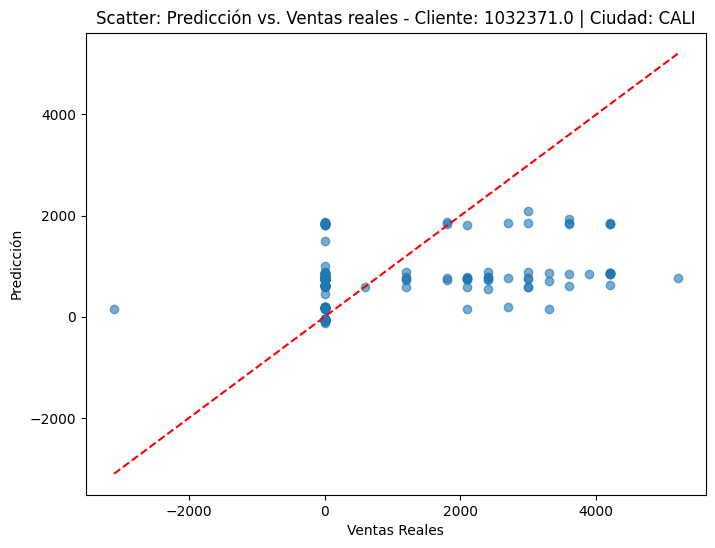 Scatter: Predicción vs. Ventas reales - Cliente: 1032371.0 | Ciudad: CALI
Predicción
4000
2000
0
−2000
−2000
0
2000
4000
Ventas Reales